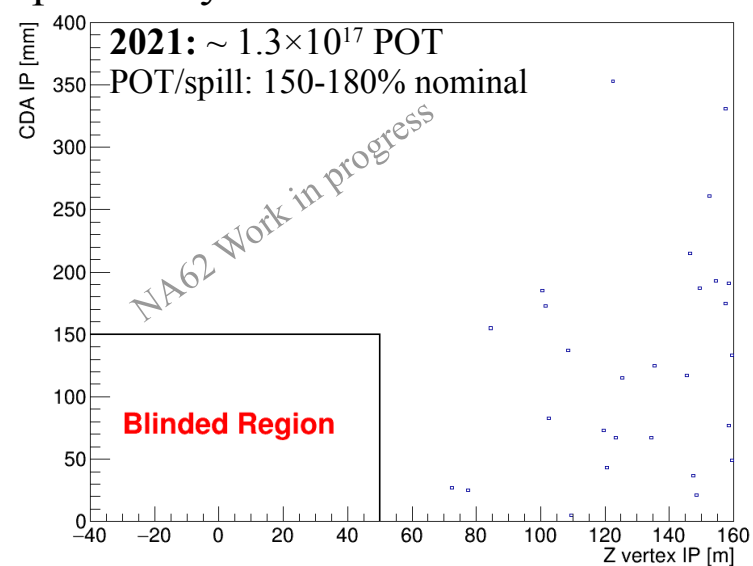 2021: ~ 1.3×10¹⁷ POT
POT/spill: 150-180% nominal
NA62 Work in progress
Blinded Region
CDA IP [mm]
400
350
300
250
200
150
100
50
0
−40 −20 0 20 40 60 80 100 120 140 160
Z vertex IP [m]